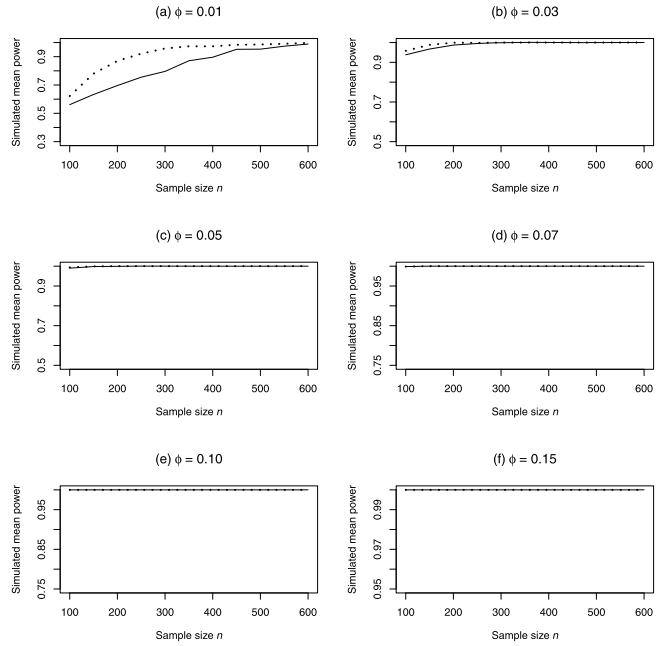 (a) ϕ = 0.01
Simulated mean power
0.3 0.5 0.7 0.9
100 200 300 400 500 600
Sample size n
(b) ϕ = 0.03
Simulated mean power
0.5 0.7 0.9
100 200 300 400 500 600
Sample size n
(c) ϕ = 0.05
Simulated mean power
0.5 0.7 0.9
100 200 300 400 500 600
Sample size n
(d) ϕ = 0.07
Simulated mean power
0.75 0.85 0.95
100 200 300 400 500 600
Sample size n
(e) ϕ = 0.10
Simulated mean power
0.75 0.85 0.95
100 200 300 400 500 600
Sample size n
(f) ϕ = 0.15
Simulated mean power
0.95 0.97 0.99
100 200 300 400 500 600
Sample size n